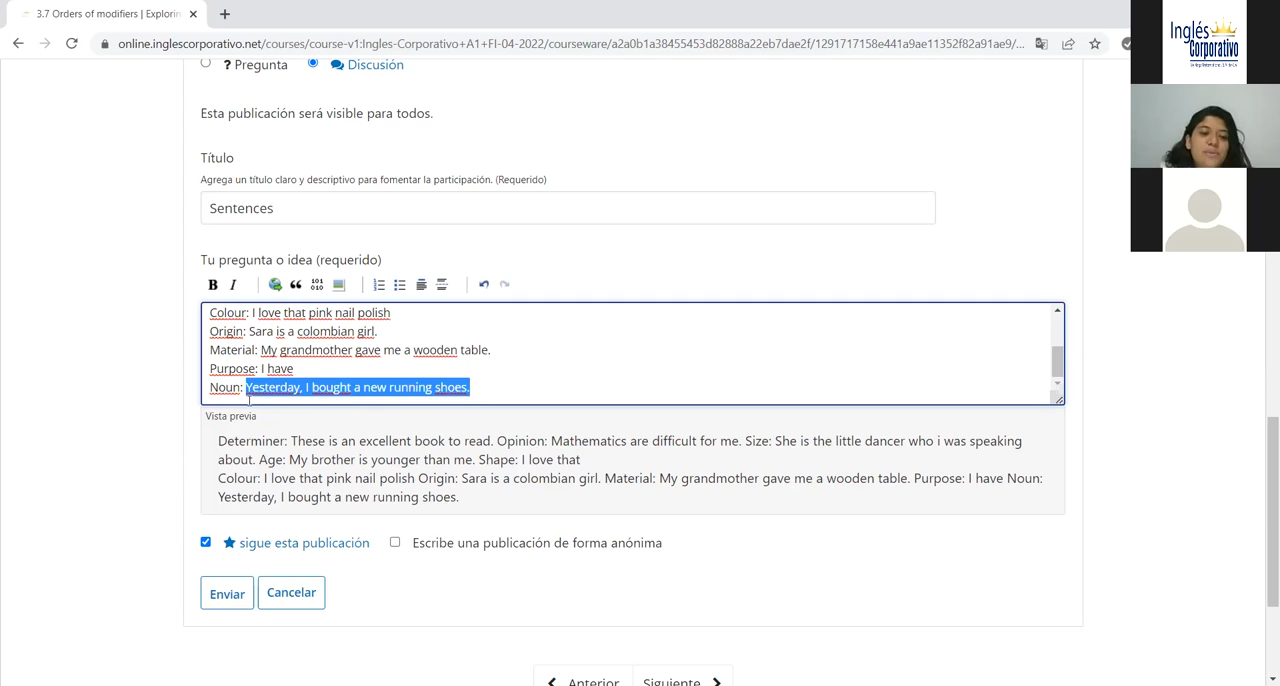 3.7 Orders of modifiers | Explorin
online.inglescorporativo.net/courses/course-v1:Ingles-Corporativo+A1+FI-04-2022/courseware/a2a0b1a38455453d82888a22eb7dae2f/1291717158e441a9ae11352f82a91ae9/...
Inglés
Corporativo
? Pregunta
Discusión
Esta publicación será visible para todos.
Título
Agrega un título claro y descriptivo para fomentar la participación. (Requerido)
Sentences
Tu pregunta o idea (requerido)
B I
Colour: I love that pink nail polish
Origin: Sara is a colombian girl.
Material: My grandmother gave me a wooden table.
Purpose: I have
Noun: Yesterday, I bought a new running shoes.
Vista previa
Determiner: These is an excellent book to read. Opinion: Mathematics are difficult for me. Size: She is the little dancer who i was speaking
about. Age: My brother is younger than me. Shape: I love that
Colour: I love that pink nail polish Origin: Sara is a colombian girl. Material: My grandmother gave me a wooden table. Purpose: I have Noun:
Yesterday, I bought a new running shoes.
sigue esta publicación
Escribe una publicación de forma anónima
Enviar
Cancelar
Anterior
Siguiente